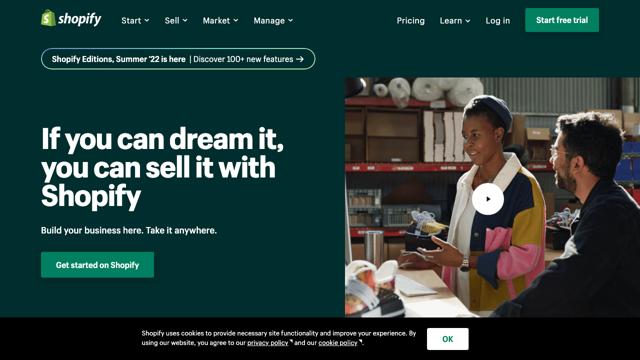 shopify
Start Sell Market Manage Pricing Learn Log in Start free trial
Shopify Editions, Summer '22 is here | Discover 100+ new features →
If you can dream it,
you can sell it with
Shopify
Build your business here. Take it anywhere.
Get started on Shopify
Shopify uses cookies to provide necessary site functionality and improve your experience. By
using our website, you agree to our privacy policy and our cookie policy.
OK